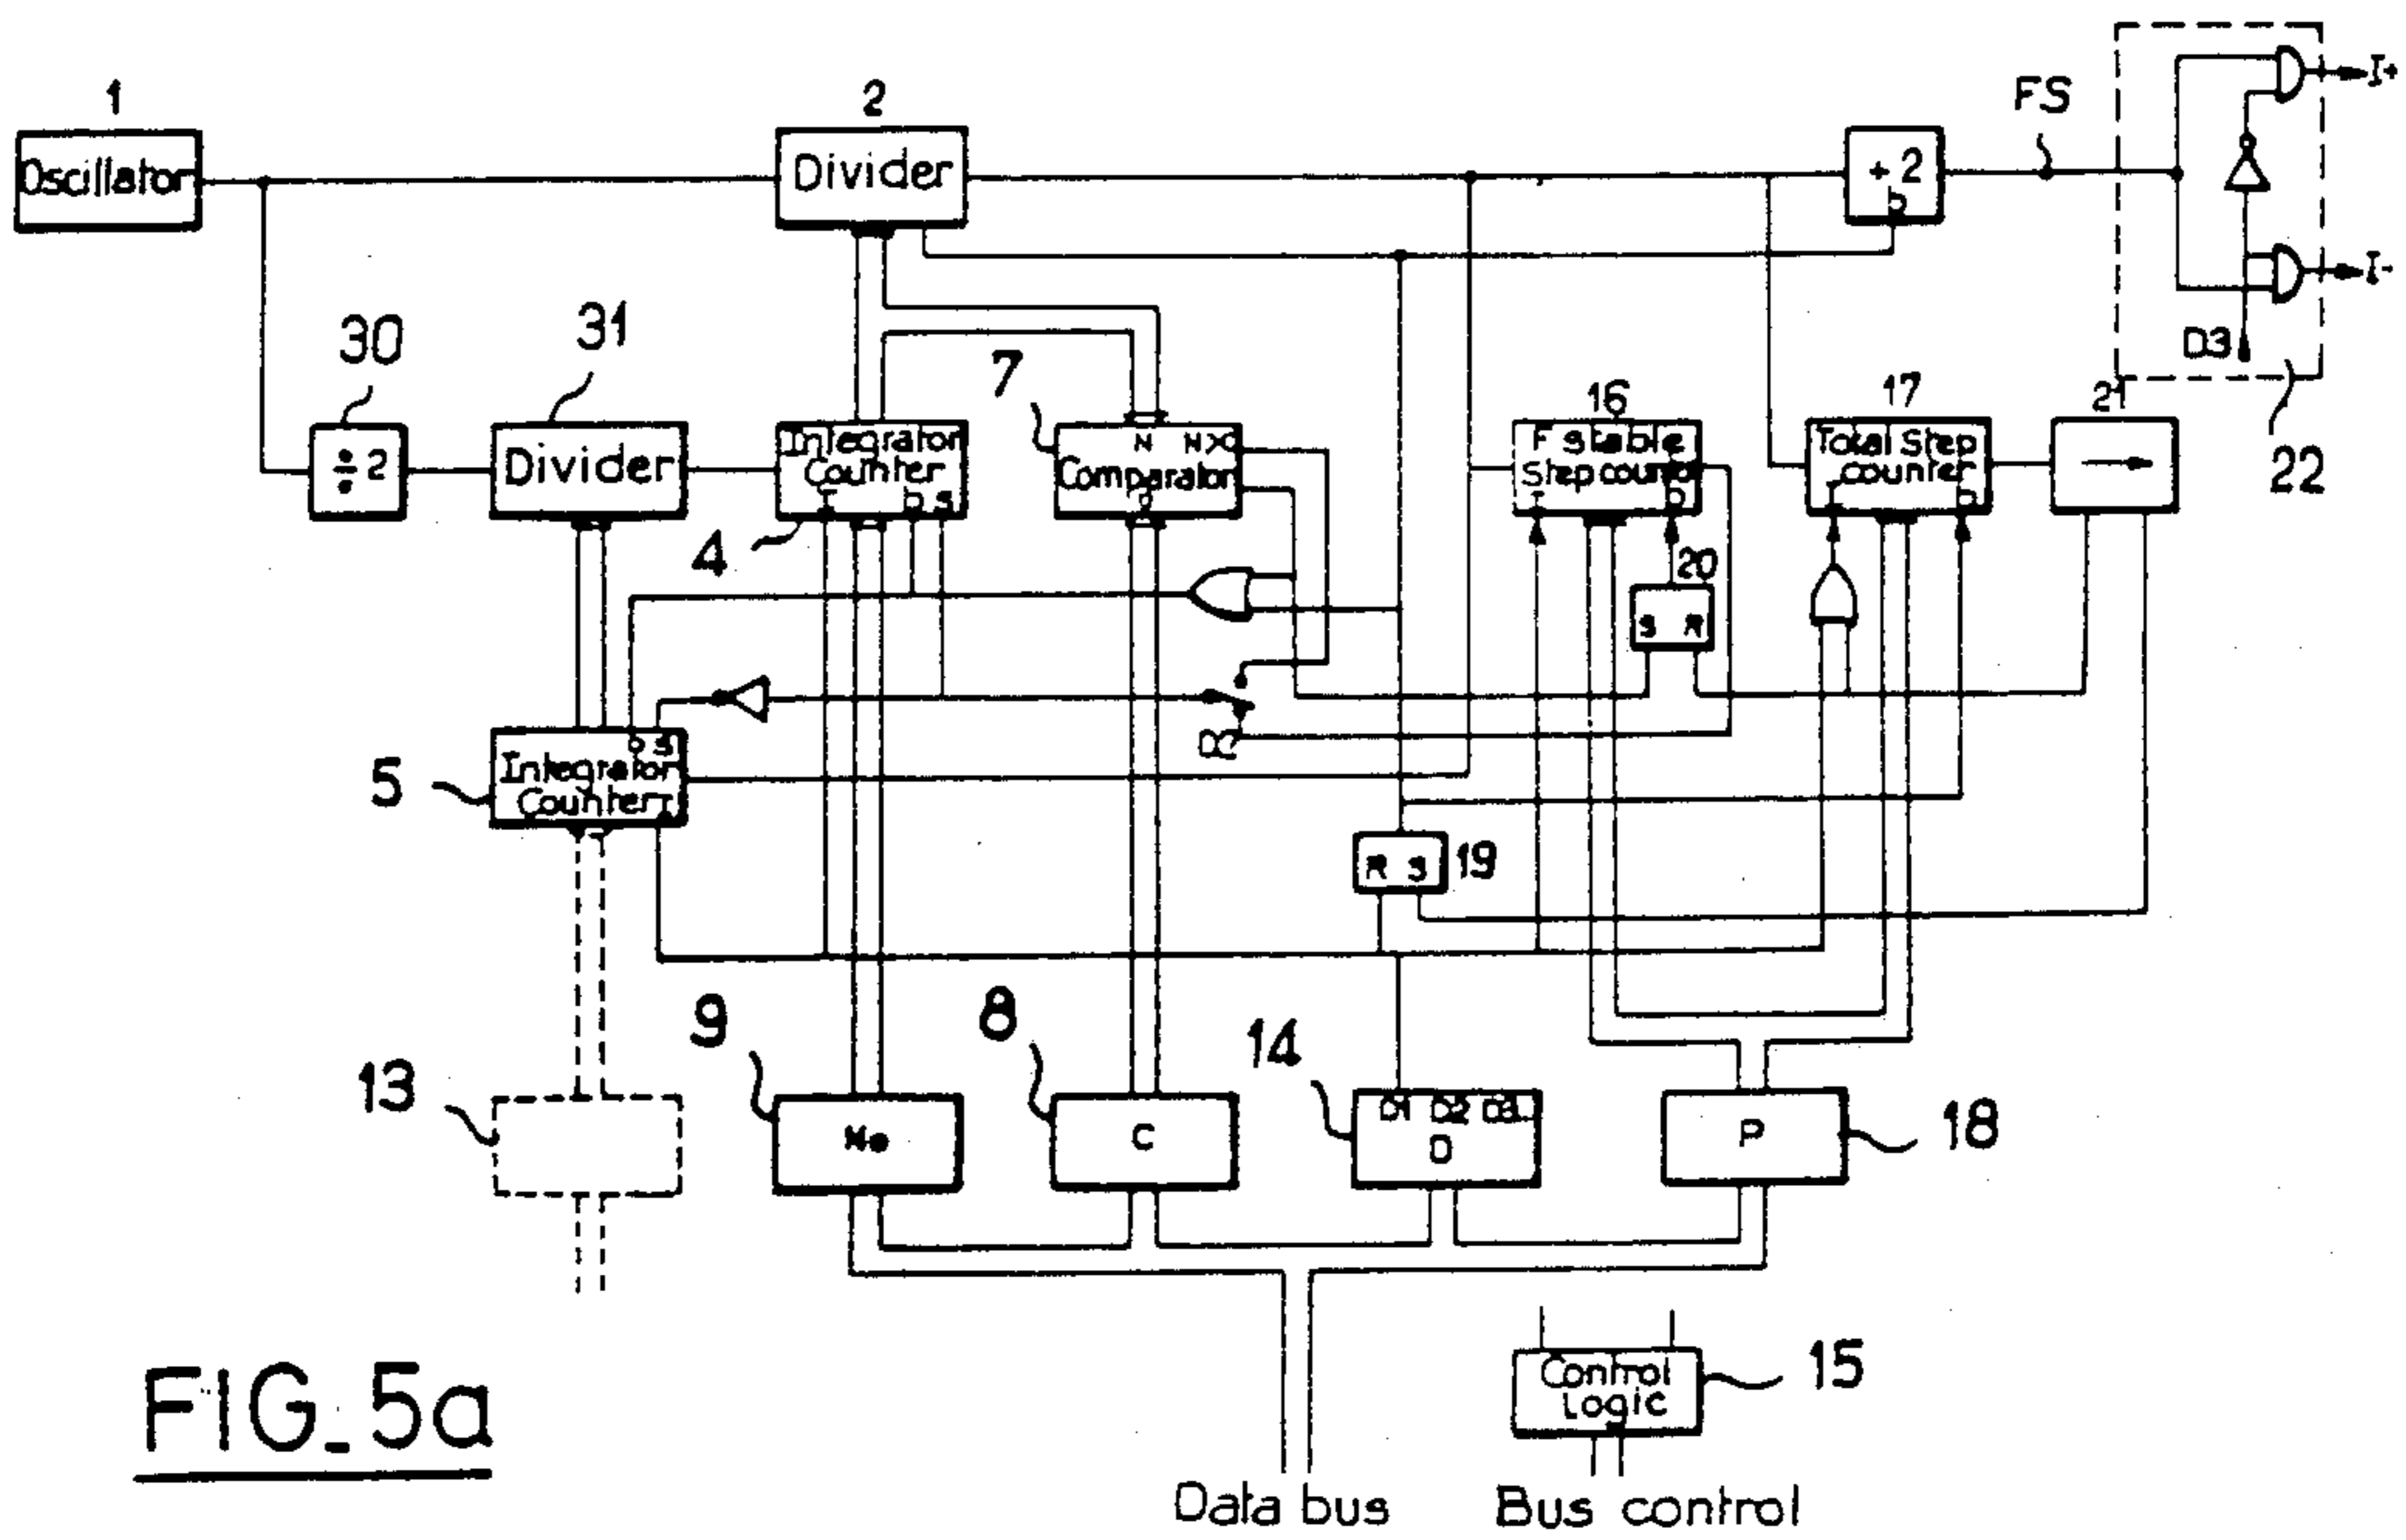 1
Oscillator
2
Divider
÷2
b
FS
I+
I-
D3
22
30
÷2
31
Divider
Integrator
Counter
I b s
4
7
N N>C
Comparator
16
F stable
Step counter
I b
17
Total Step
counter
I b
21
20
S R
D2
5
b s
Integrator
Counter I
R S
19
13
9
8
C
14
D1 D2 D3
D
P
18
Control
Logic
15
FIG_5a
Data bus
Bus control